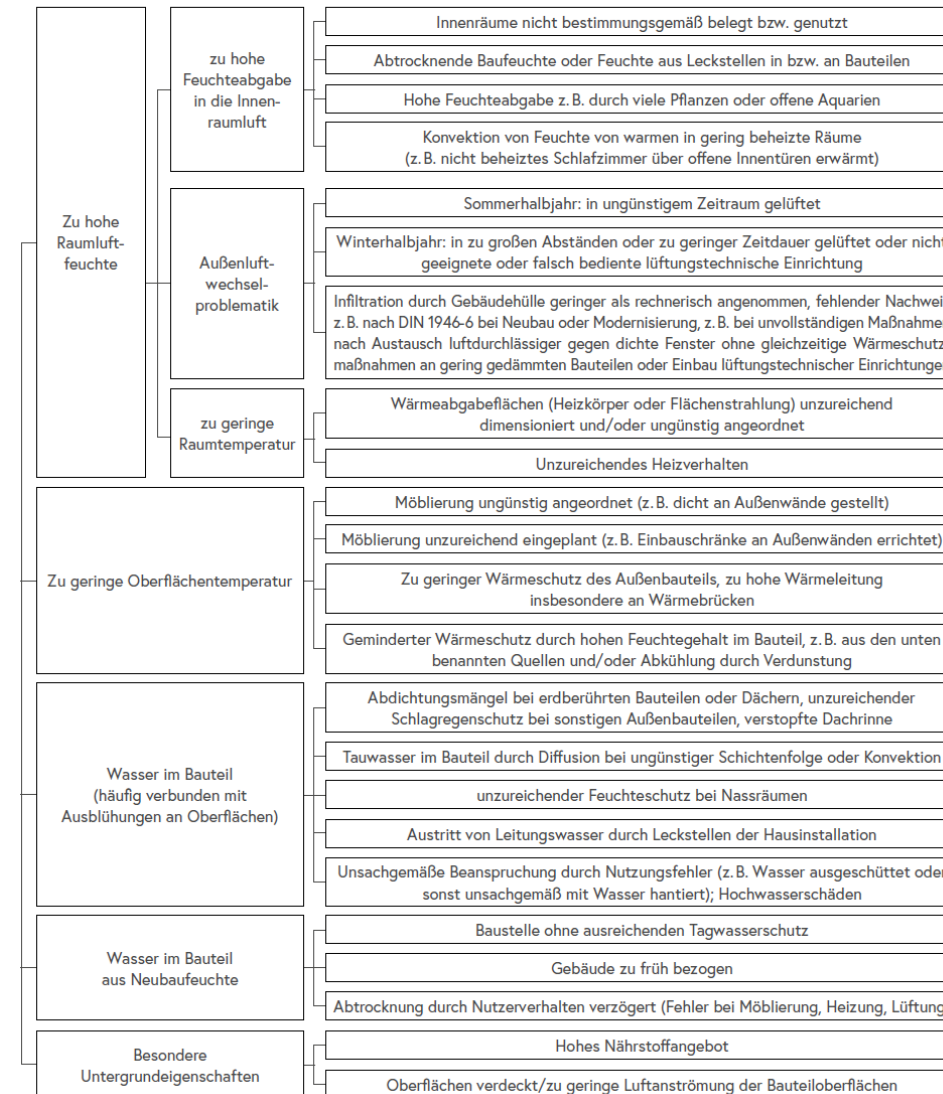 Zu hohe
Raumluft-
feuchte
zu hohe
Feuchteabgabe
in die Innen-
raumluft
Innenräume nicht bestimmungsgemäß belegt bzw. genutzt
Abtrocknende Baufeuchte oder Feuchte aus Leckstellen in bzw. an Bauteilen
Hohe Feuchteabgabe z. B. durch viele Pflanzen oder offene Aquarien
Konvektion von Feuchte von warmen in gering beheizte Räume
(z. B. nicht beheiztes Schlafzimmer über offene Innentüren erwärmt)
Außenluft-
wechsel-
problematik
Sommerhalbjahr: in ungünstigem Zeitraum gelüftet
Winterhalbjahr: in zu großen Abständen oder zu geringer Zeitdauer gelüftet oder nicht
geeignete oder falsch bediente lüftungstechnische Einrichtung
Infiltration durch Gebäudehülle geringer als rechnerisch angenommen, fehlender Nachwei
z. B. nach DIN 1946-6 bei Neubau oder Modernisierung, z. B. bei unvollständigen Maßnahme
nach Austausch luftdurchlässiger gegen dichte Fenster ohne gleichzeitige Wärmeschutz
maßnahmen an gering gedämmten Bauteilen oder Einbau lüftungstechnischer Einrichtunge
zu geringe
Raumtemperatur
Wärmeabgabeflächen (Heizkörper oder Flächenstrahlung) unzureichend
dimensioniert und/oder ungünstig angeordnet
Unzureichendes Heizverhalten
Zu geringe Oberflächentemperatur
Möblierung ungünstig angeordnet (z. B. dicht an Außenwände gestellt)
Möblierung unzureichend eingeplant (z. B. Einbauschränke an Außenwänden errichtet)
Zu geringer Wärmeschutz des Außenbauteils, zu hohe Wärmeleitung
insbesondere an Wärmebrücken
Geminderter Wärmeschutz durch hohen Feuchtegehalt im Bauteil, z. B. aus den unten
benannten Quellen und/oder Abkühlung durch Verdunstung
Wasser im Bauteil
(häufig verbunden mit
Ausblühungen an Oberflächen)
Abdichtungsmängel bei erdberührten Bauteilen oder Dächern, unzureichender
Schlagregenschutz bei sonstigen Außenbauteilen, verstopfte Dachrinne
Tauwasser im Bauteil durch Diffusion bei ungünstiger Schichtenfolge oder Konvektion
unzureichender Feuchteschutz bei Nassräumen
Austritt von Leitungswasser durch Leckstellen der Hausinstallation
Unsachgemäße Beanspruchung durch Nutzungsfehler (z. B. Wasser ausgeschüttet oder
sonst unsachgemäß mit Wasser hantiert); Hochwasserschäden
Wasser im Bauteil
aus Neubaufeuchte
Baustelle ohne ausreichenden Tagwasserschutz
Gebäude zu früh bezogen
Abtrocknung durch Nutzerverhalten verzögert (Fehler bei Möblierung, Heizung, Lüftung
Besondere
Untergrundeigenschaften
Hohes Nährstoffangebot
Oberflächen verdeckt/zu geringe Luftanströmung der Bauteiloberflächen